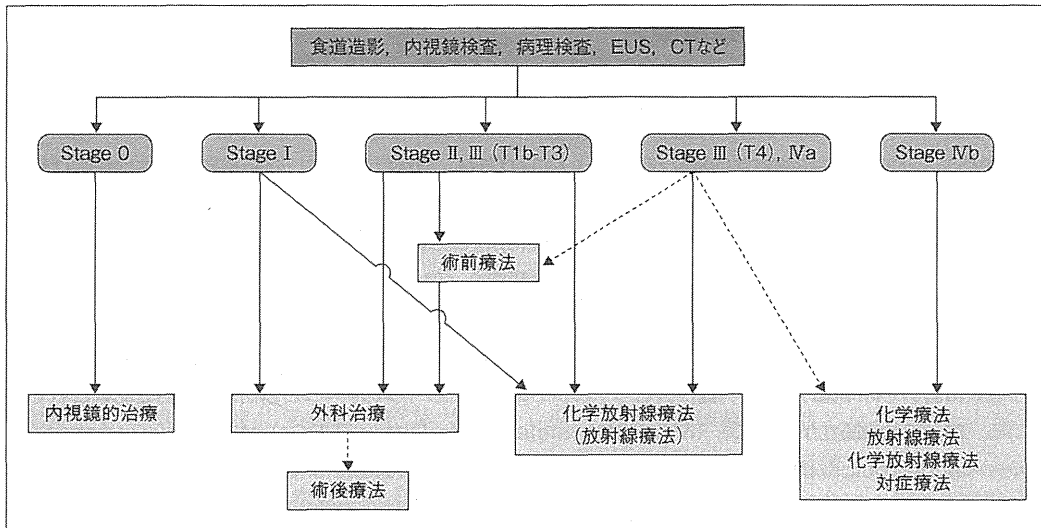 食道造影，内視鏡検査，病理検査，EUS，CTなど
Stage 0
Stage Ⅰ
Stage Ⅱ, Ⅲ (T1b-T3)
Stage Ⅲ (T4), Ⅳa
Stage Ⅳb
術前療法
内視鏡的治療
外科治療
化学放射線療法
(放射線療法)
化学療法
放射線療法
化学放射線療法
対症療法
術後療法